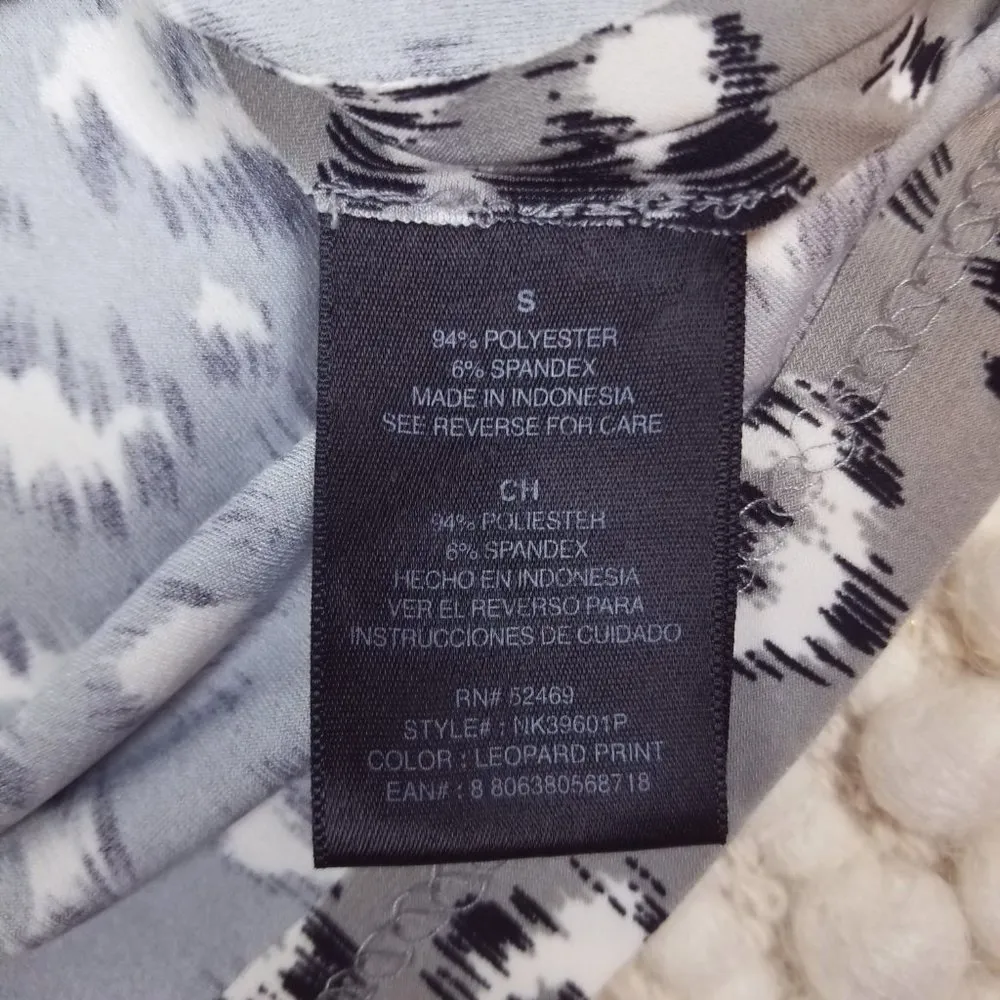 S
94% POLYESTER
6% SPANDEX
MADE IN INDONESIA
SEE REVERSE FOR CARE
CH
94% POLIESTER
6% SPANDEX
HECHO EN INDONESIA
VER EL REVERSO PARA
INSTRUCCIONES DE CUIDADO
RN# 52469
STYLE# : NK39601P
COLOR : LEOPARD PRINT
EAN# : 8 806380568718